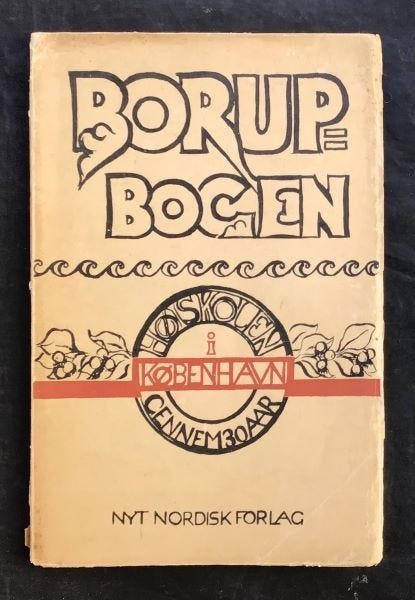 BORUP=
BOGEN
HØJSKOLEN
i
KØBENHAVN
GENNEM 30 AAR
NYT NORDISK FORLAG